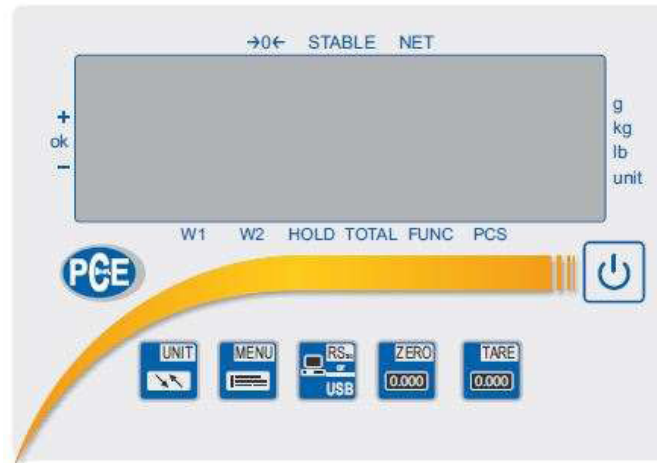 →0← STABLE NET
+
ok
−
g
kg
lb
unit
W1 W2 HOLD TOTAL FUNC PCS
PCE
UNIT MENU RS232 ZERO TARE
or
USB 0.000 0.000